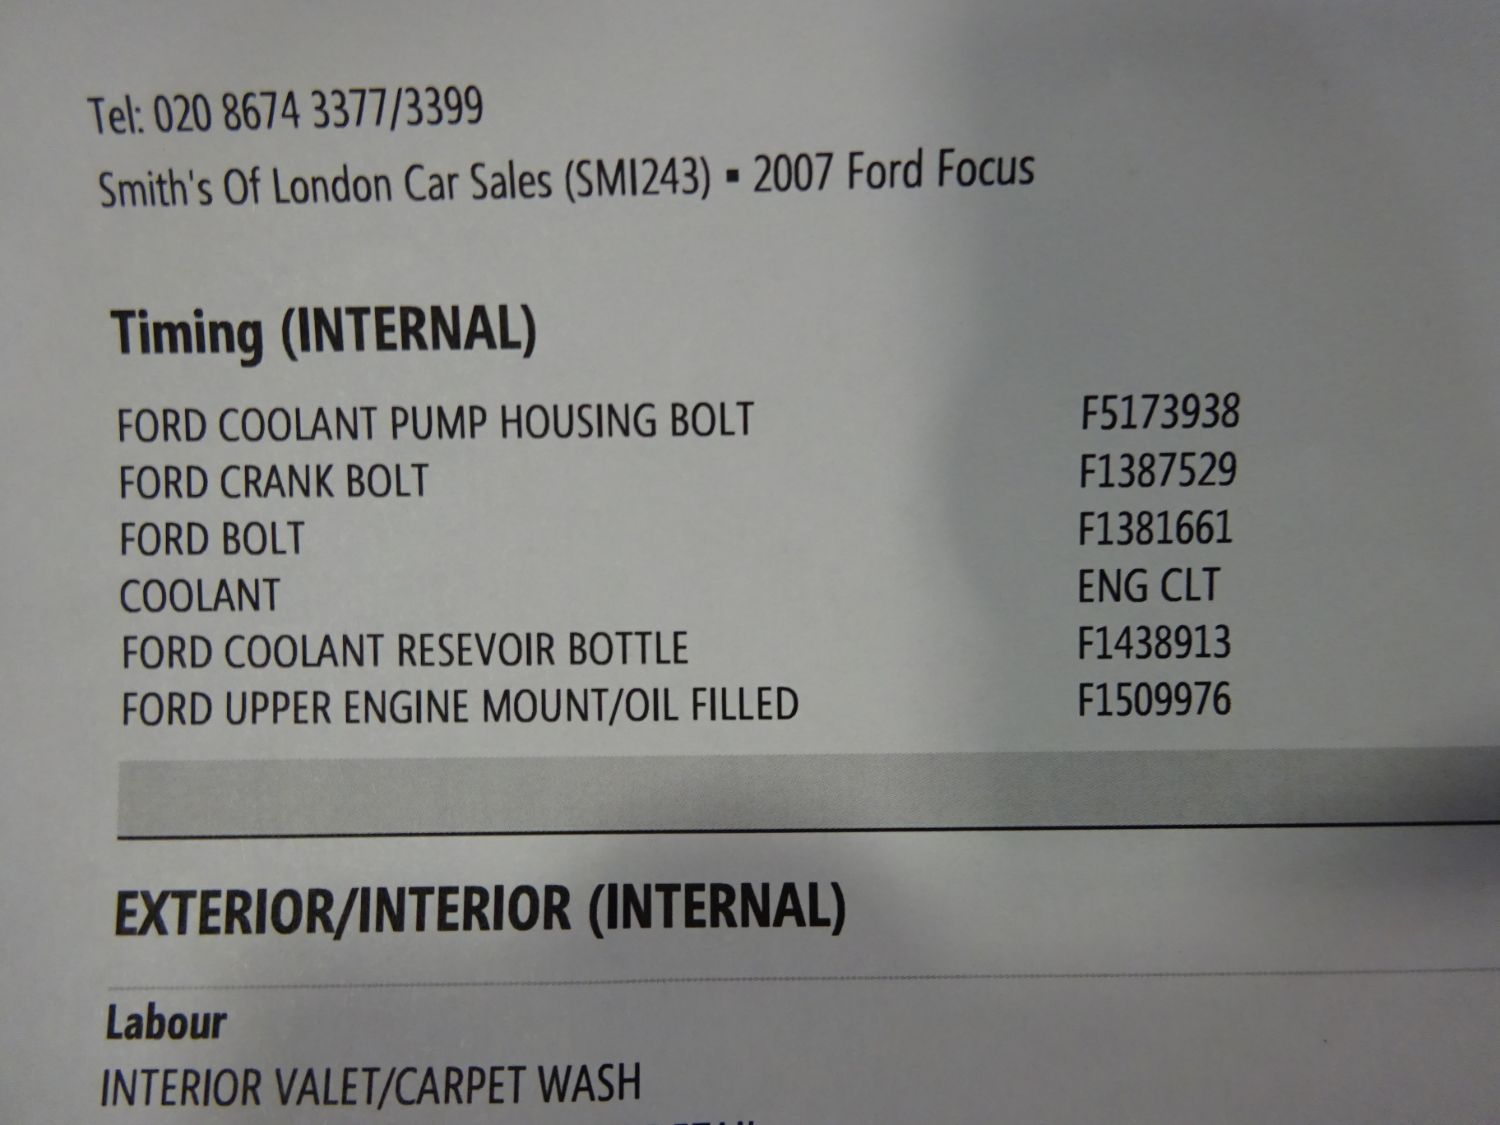 Tel: 020 8674 3377/3399
Smith's Of London Car Sales (SMI243) ▪ 2007 Ford Focus
Timing (INTERNAL)
FORD COOLANT PUMP HOUSING BOLT F5173938
FORD CRANK BOLT F1387529
FORD BOLT F1381661
COOLANT ENG CLT
FORD COOLANT RESEVOIR BOTTLE F1438913
FORD UPPER ENGINE MOUNT/OIL FILLED F1509976
EXTERIOR/INTERIOR (INTERNAL)
Labour
INTERIOR VALET/CARPET WASH